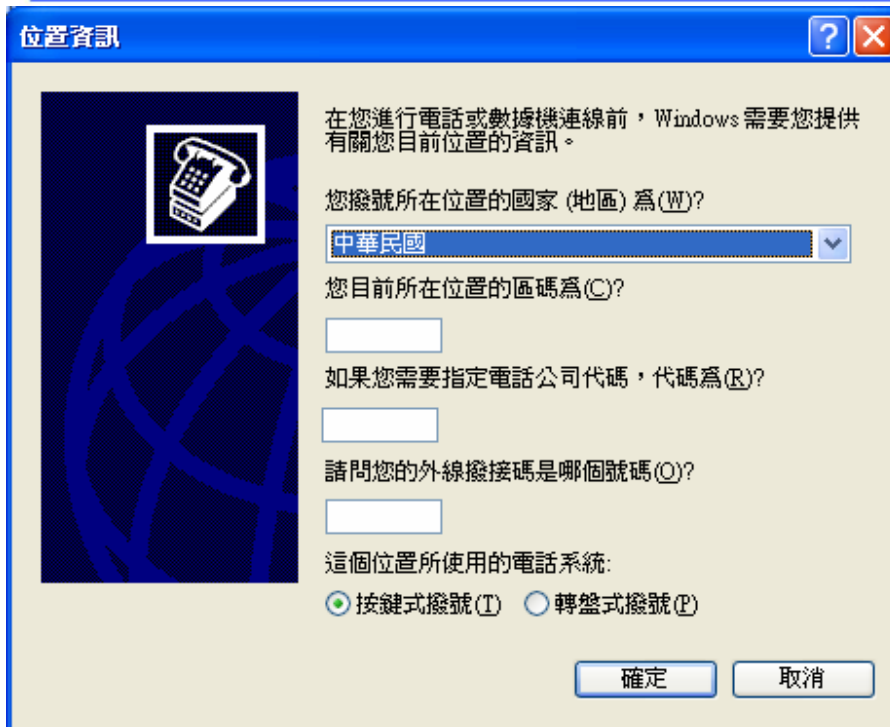 位置資訊
在您進行電話或數據機連線前，Windows 需要您提供
有關您目前位置的資訊。
您撥號所在位置的國家 (地區) 為(W)?
中華民國
您目前所在位置的區碼為(C)?
如果您需要指定電話公司代碼，代碼為(R)?
請問您的外線撥接碼是哪個號碼(O)?
這個位置所使用的電話系統:
按鍵式撥號(T) 轉盤式撥號(P)
確定 取消